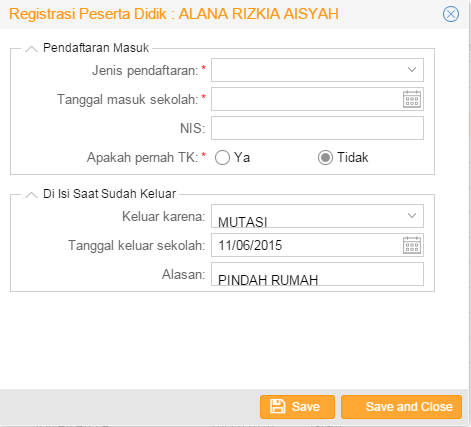 Registrasi Peserta Didik : ALANA RIZKIA AISYAH
Pendaftaran Masuk
Jenis pendaftaran: *
Tanggal masuk sekolah: *
NIS:
Apakah pernah TK: * Ya Tidak
Di Isi Saat Sudah Keluar
Keluar karena: MUTASI
Tanggal keluar sekolah: 11/06/2015
Alasan: PINDAH RUMAH
Save Save and Close